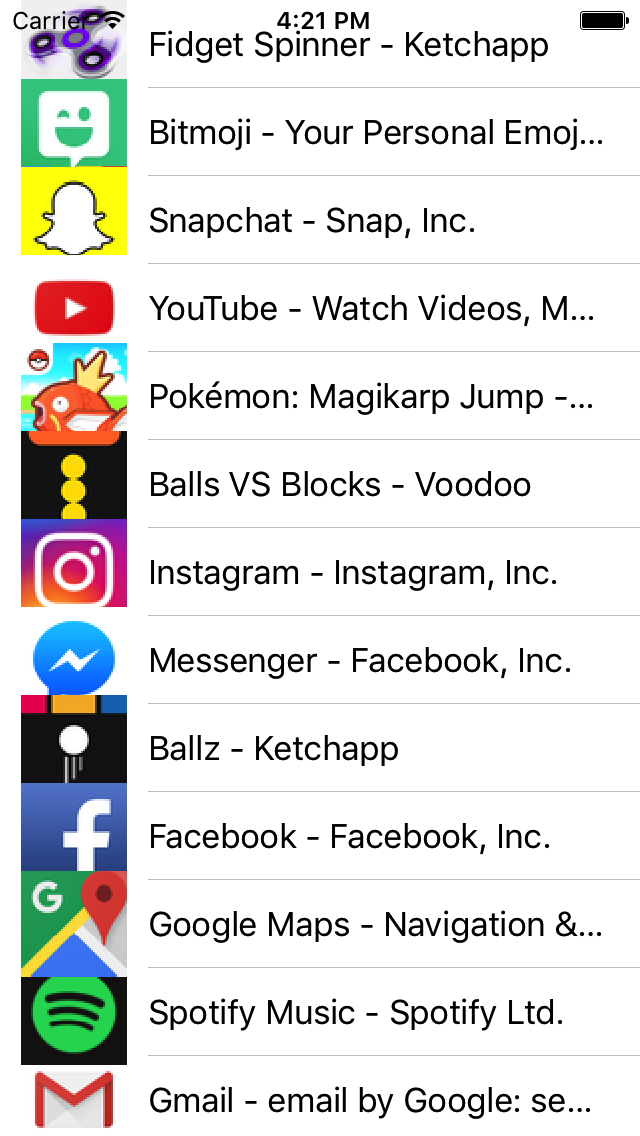 Carrier 4:21 PM
Fidget Spinner - Ketchapp
Bitmoji - Your Personal Emoj...
Snapchat - Snap, Inc.
YouTube - Watch Videos, M...
Pokémon: Magikarp Jump -...
Balls VS Blocks - Voodoo
Instagram - Instagram, Inc.
Messenger - Facebook, Inc.
Ballz - Ketchapp
Facebook - Facebook, Inc.
Google Maps - Navigation &...
Spotify Music - Spotify Ltd.
Gmail - email by Google: se...